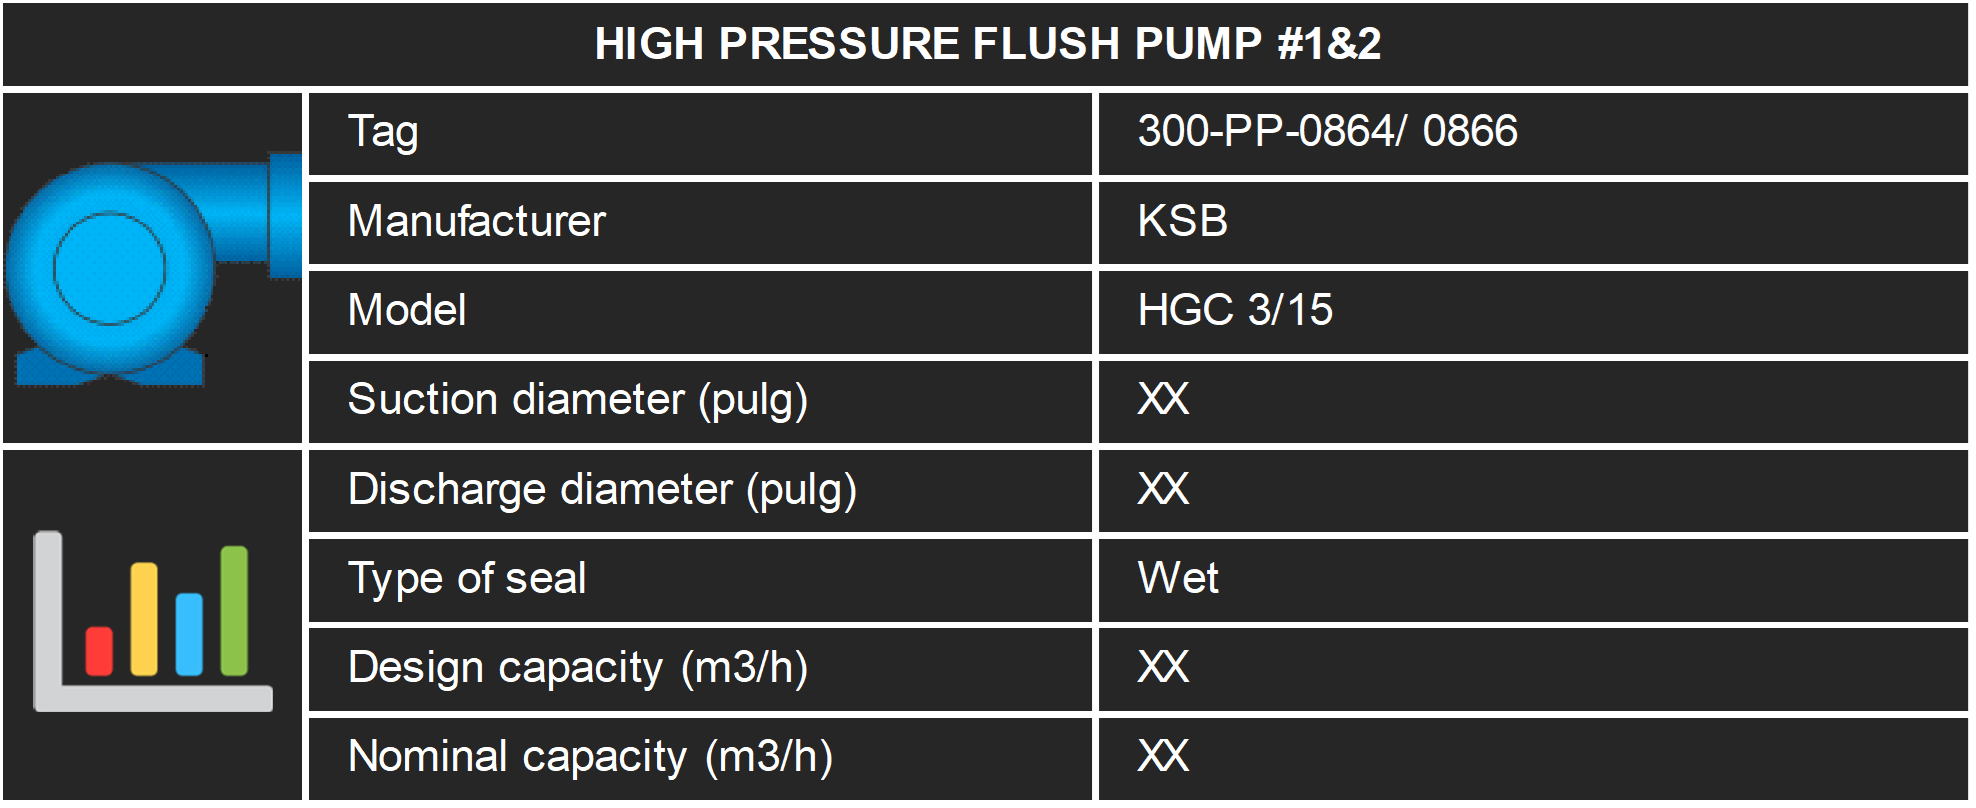 HIGH PRESSURE FLUSH PUMP #1&2
Tag 300-PP-0864/ 0866
Manufacturer KSB
Model HGC 3/15
Suction diameter (pulg) XX
Discharge diameter (pulg) XX
Type of seal Wet
Design capacity (m3/h) XX
Nominal capacity (m3/h) XX